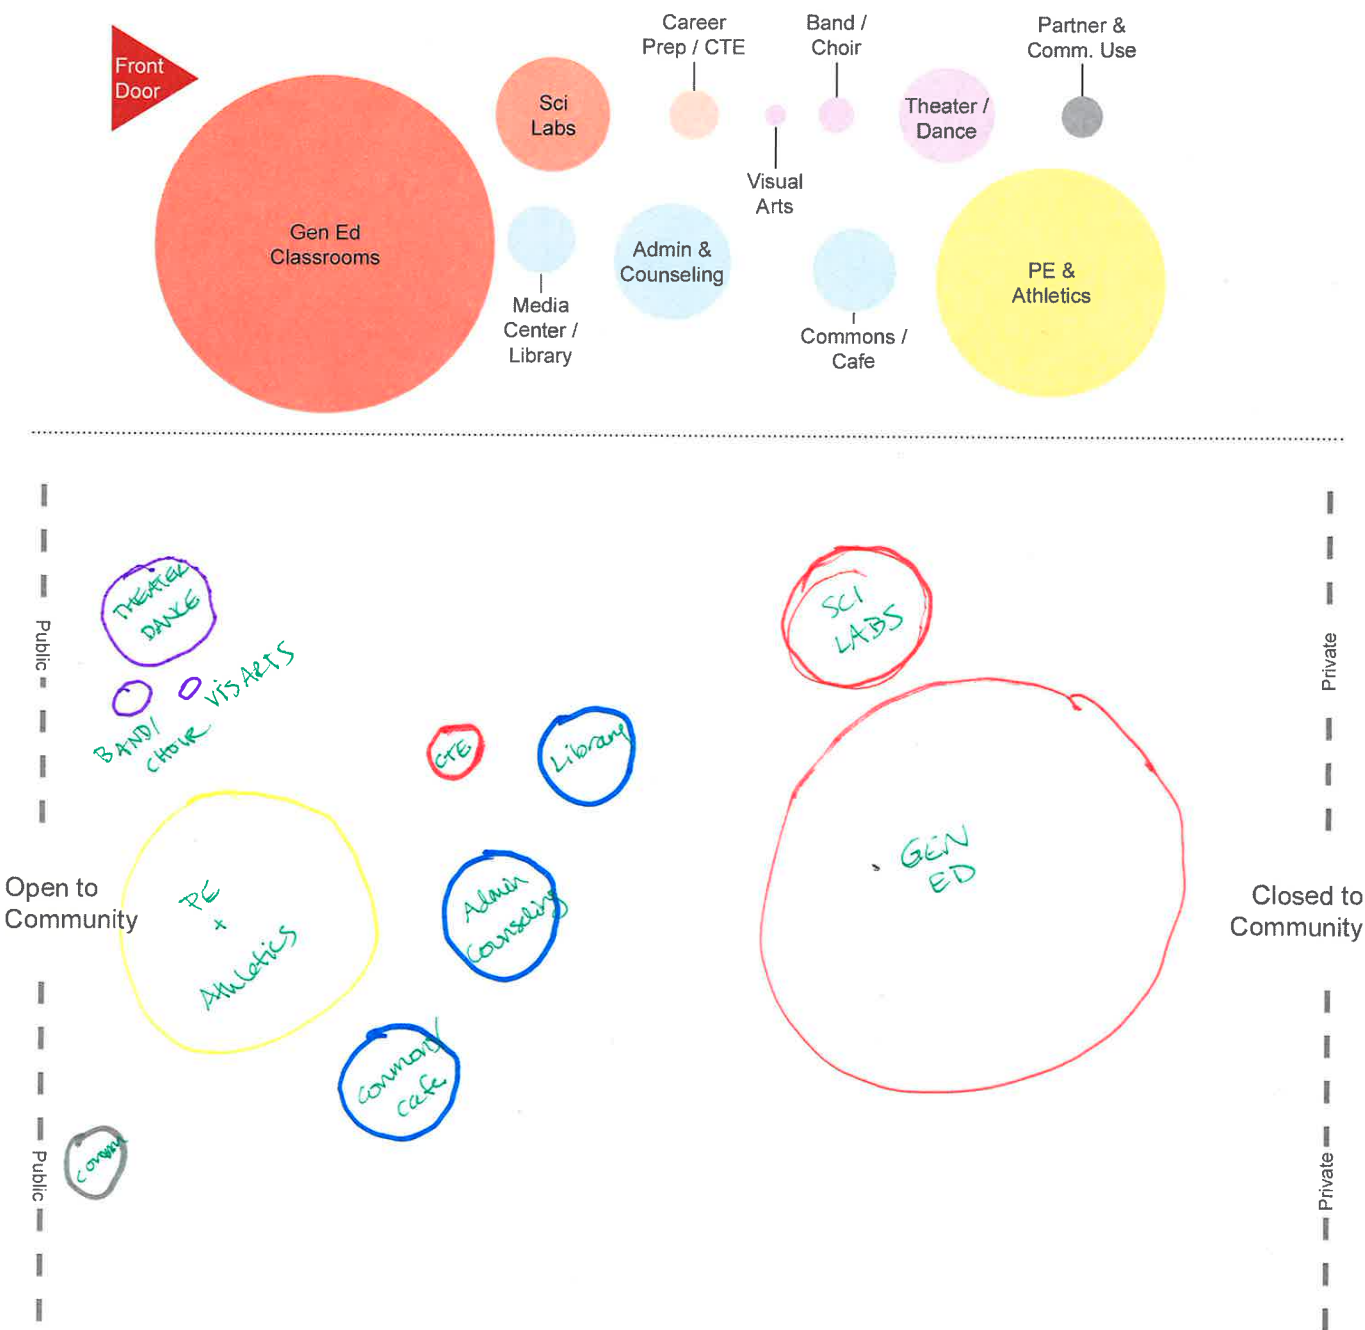 Front
Door
Gen Ed
Classrooms
Sci
Labs
Career
Prep / CTE
Band /
Choir
Visual
Arts
Theater /
Dance
Partner &
Comm. Use
Media
Center /
Library
Admin &
Counseling
Commons /
Cafe
PE &
Athletics
Public
Open to
Community
Public
THEATER
DANCE
VIS ARTS
BAND/
CHOIR
CTE
Library
PE
+
Athletics
Admin
Counseling
Commons/
Cafe
Comm
SCI
LABS
GEN
ED
Private
Closed to
Community
Private